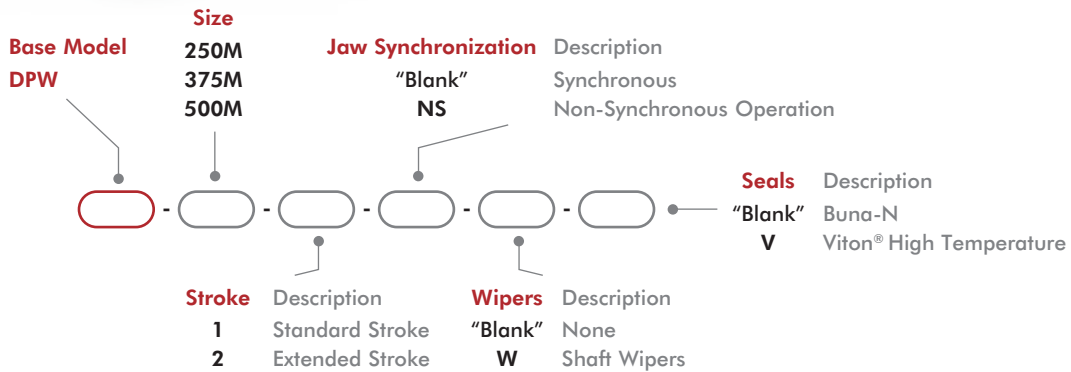 Size
Base Model 250M Jaw Synchronization Description
DPW 375M "Blank" Synchronous
500M NS Non-Synchronous Operation
Seals Description
- - - - -
"Blank" Buna-N
V Viton® High Temperature
Stroke Description Wipers Description
1 Standard Stroke "Blank" None
2 Extended Stroke W Shaft Wipers